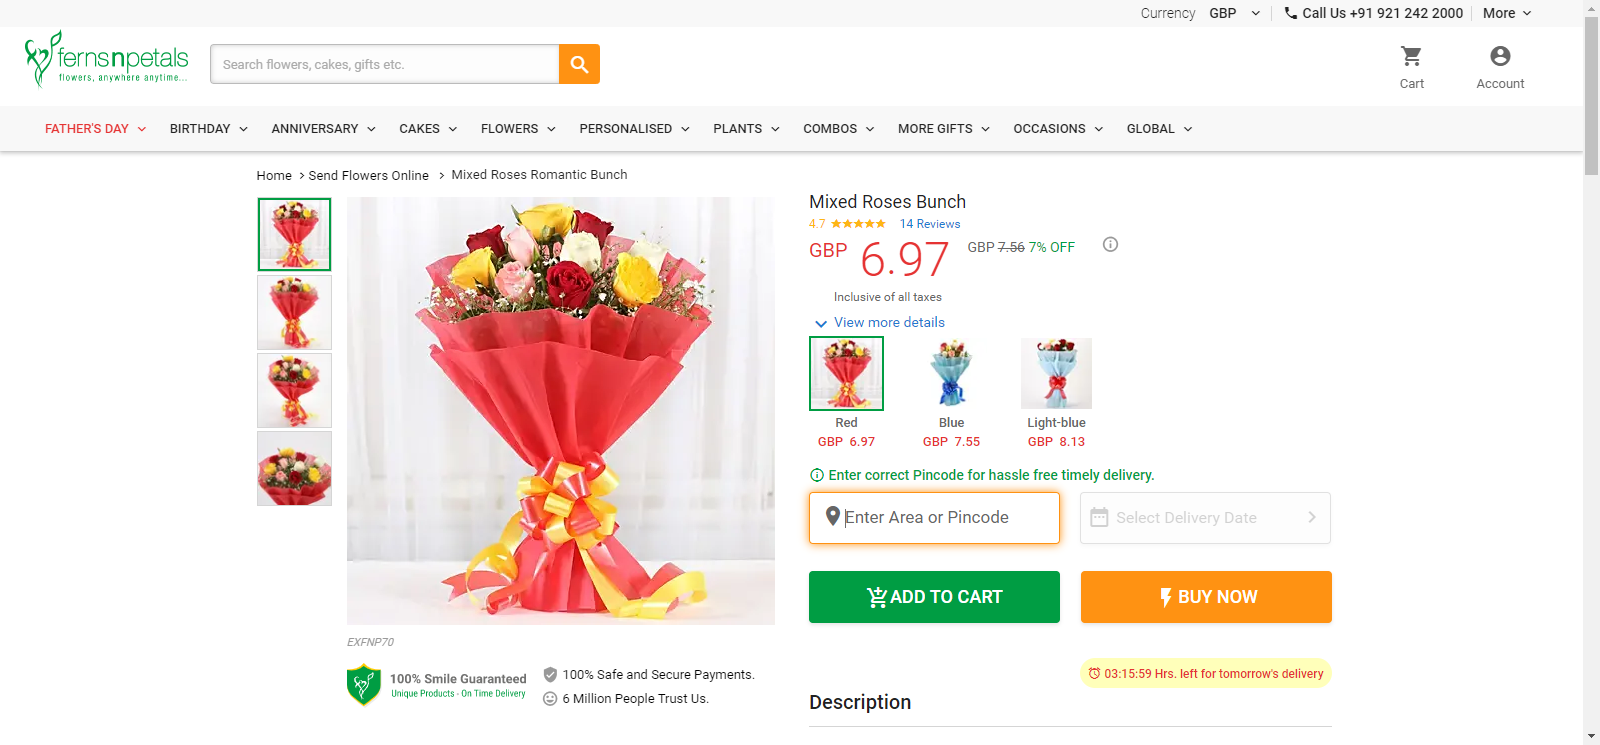 Currency GBP Call Us +91 921 242 2000 More
fernsnpetals
flowers, anywhere anytime...
Search flowers, cakes, gifts etc.
Cart Account
FATHER'S DAY BIRTHDAY ANNIVERSARY CAKES FLOWERS PERSONALISED PLANTS COMBOS MORE GIFTS OCCASIONS GLOBAL
Home > Send Flowers Online > Mixed Roses Romantic Bunch
Mixed Roses Bunch
4.7 ★★★★★ 14 Reviews
GBP 6.97 GBP 7.56 7% OFF
Inclusive of all taxes
View more details
Red Blue Light-blue
GBP 6.97 GBP 7.55 GBP 8.13
Enter correct Pincode for hassle free timely delivery.
Enter Area or Pincode Select Delivery Date
ADD TO CART BUY NOW
EXFNP70
100% Smile Guaranteed
Unique Products - On Time Delivery
100% Safe and Secure Payments.
6 Million People Trust Us.
03:15:59 Hrs. left for tomorrow's delivery
Description